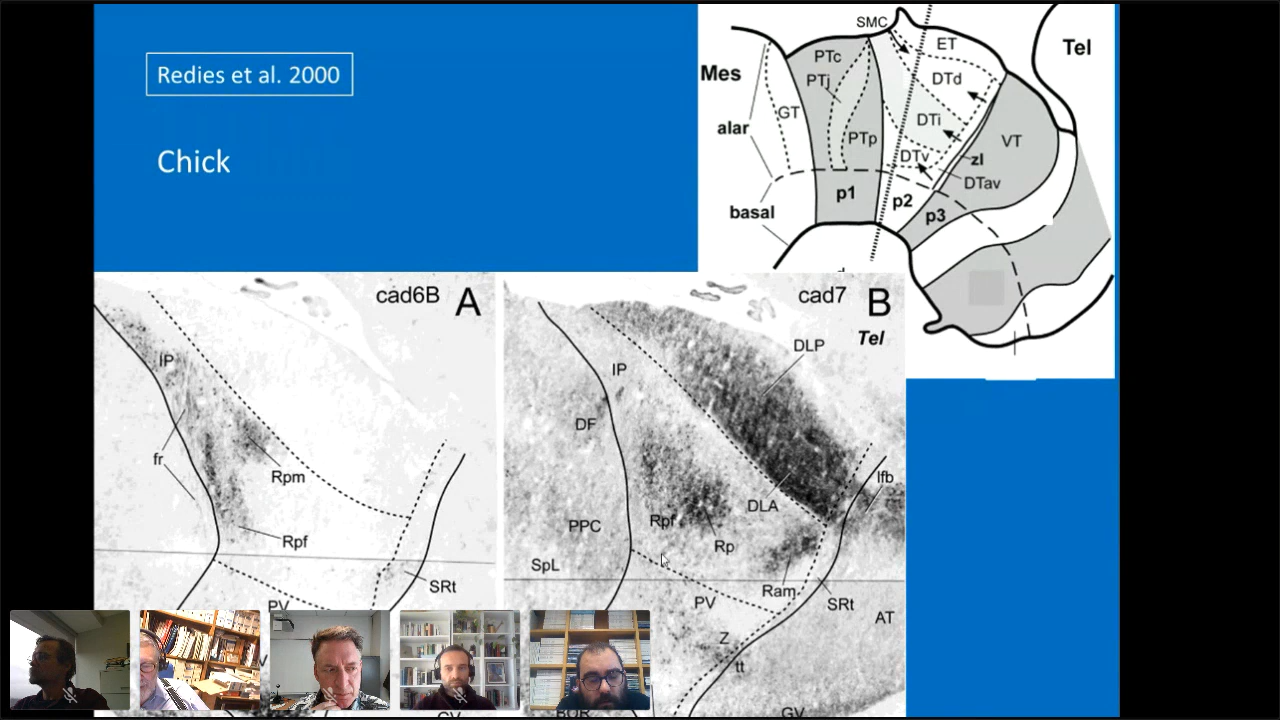 Redies et al. 2000
Chick
SMC
ET
Tel
PTc
Mes
PTj
DTd
GT
DTi
alar
PTp
VT
DTv
zl
DTav
p1
p2
basal
p3
cad6B
A
IP
fr
Rpm
Rpf
SRt
PV
cad7
B
Tel
DLP
IP
DF
lfb
DLA
PPC
Rpf
Rp
SpL
Ram
PV
SRt
AT
Z
tt
BOR
GV